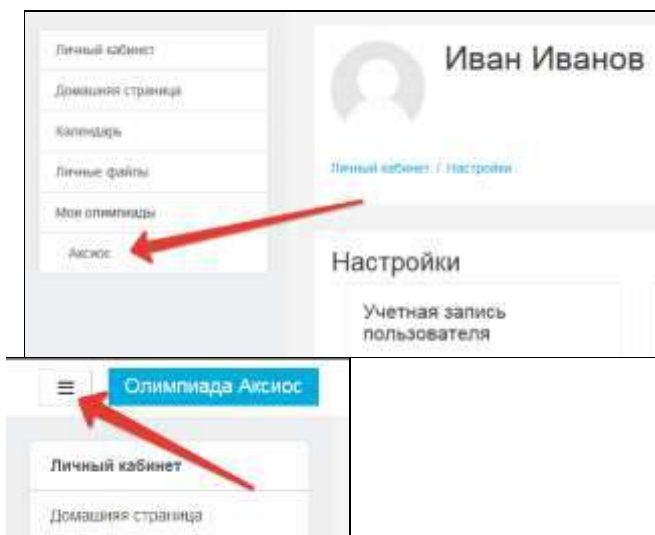 Личный кабинет
Домашняя страница
Календарь
Личные файлы
Мои олимпиады
Аксиос
Иван Иванов
Личный кабинет / Настройки
Настройки
Учетная запись
пользователя
Олимпиада Аксиос
Личный кабинет
Домашняя страница